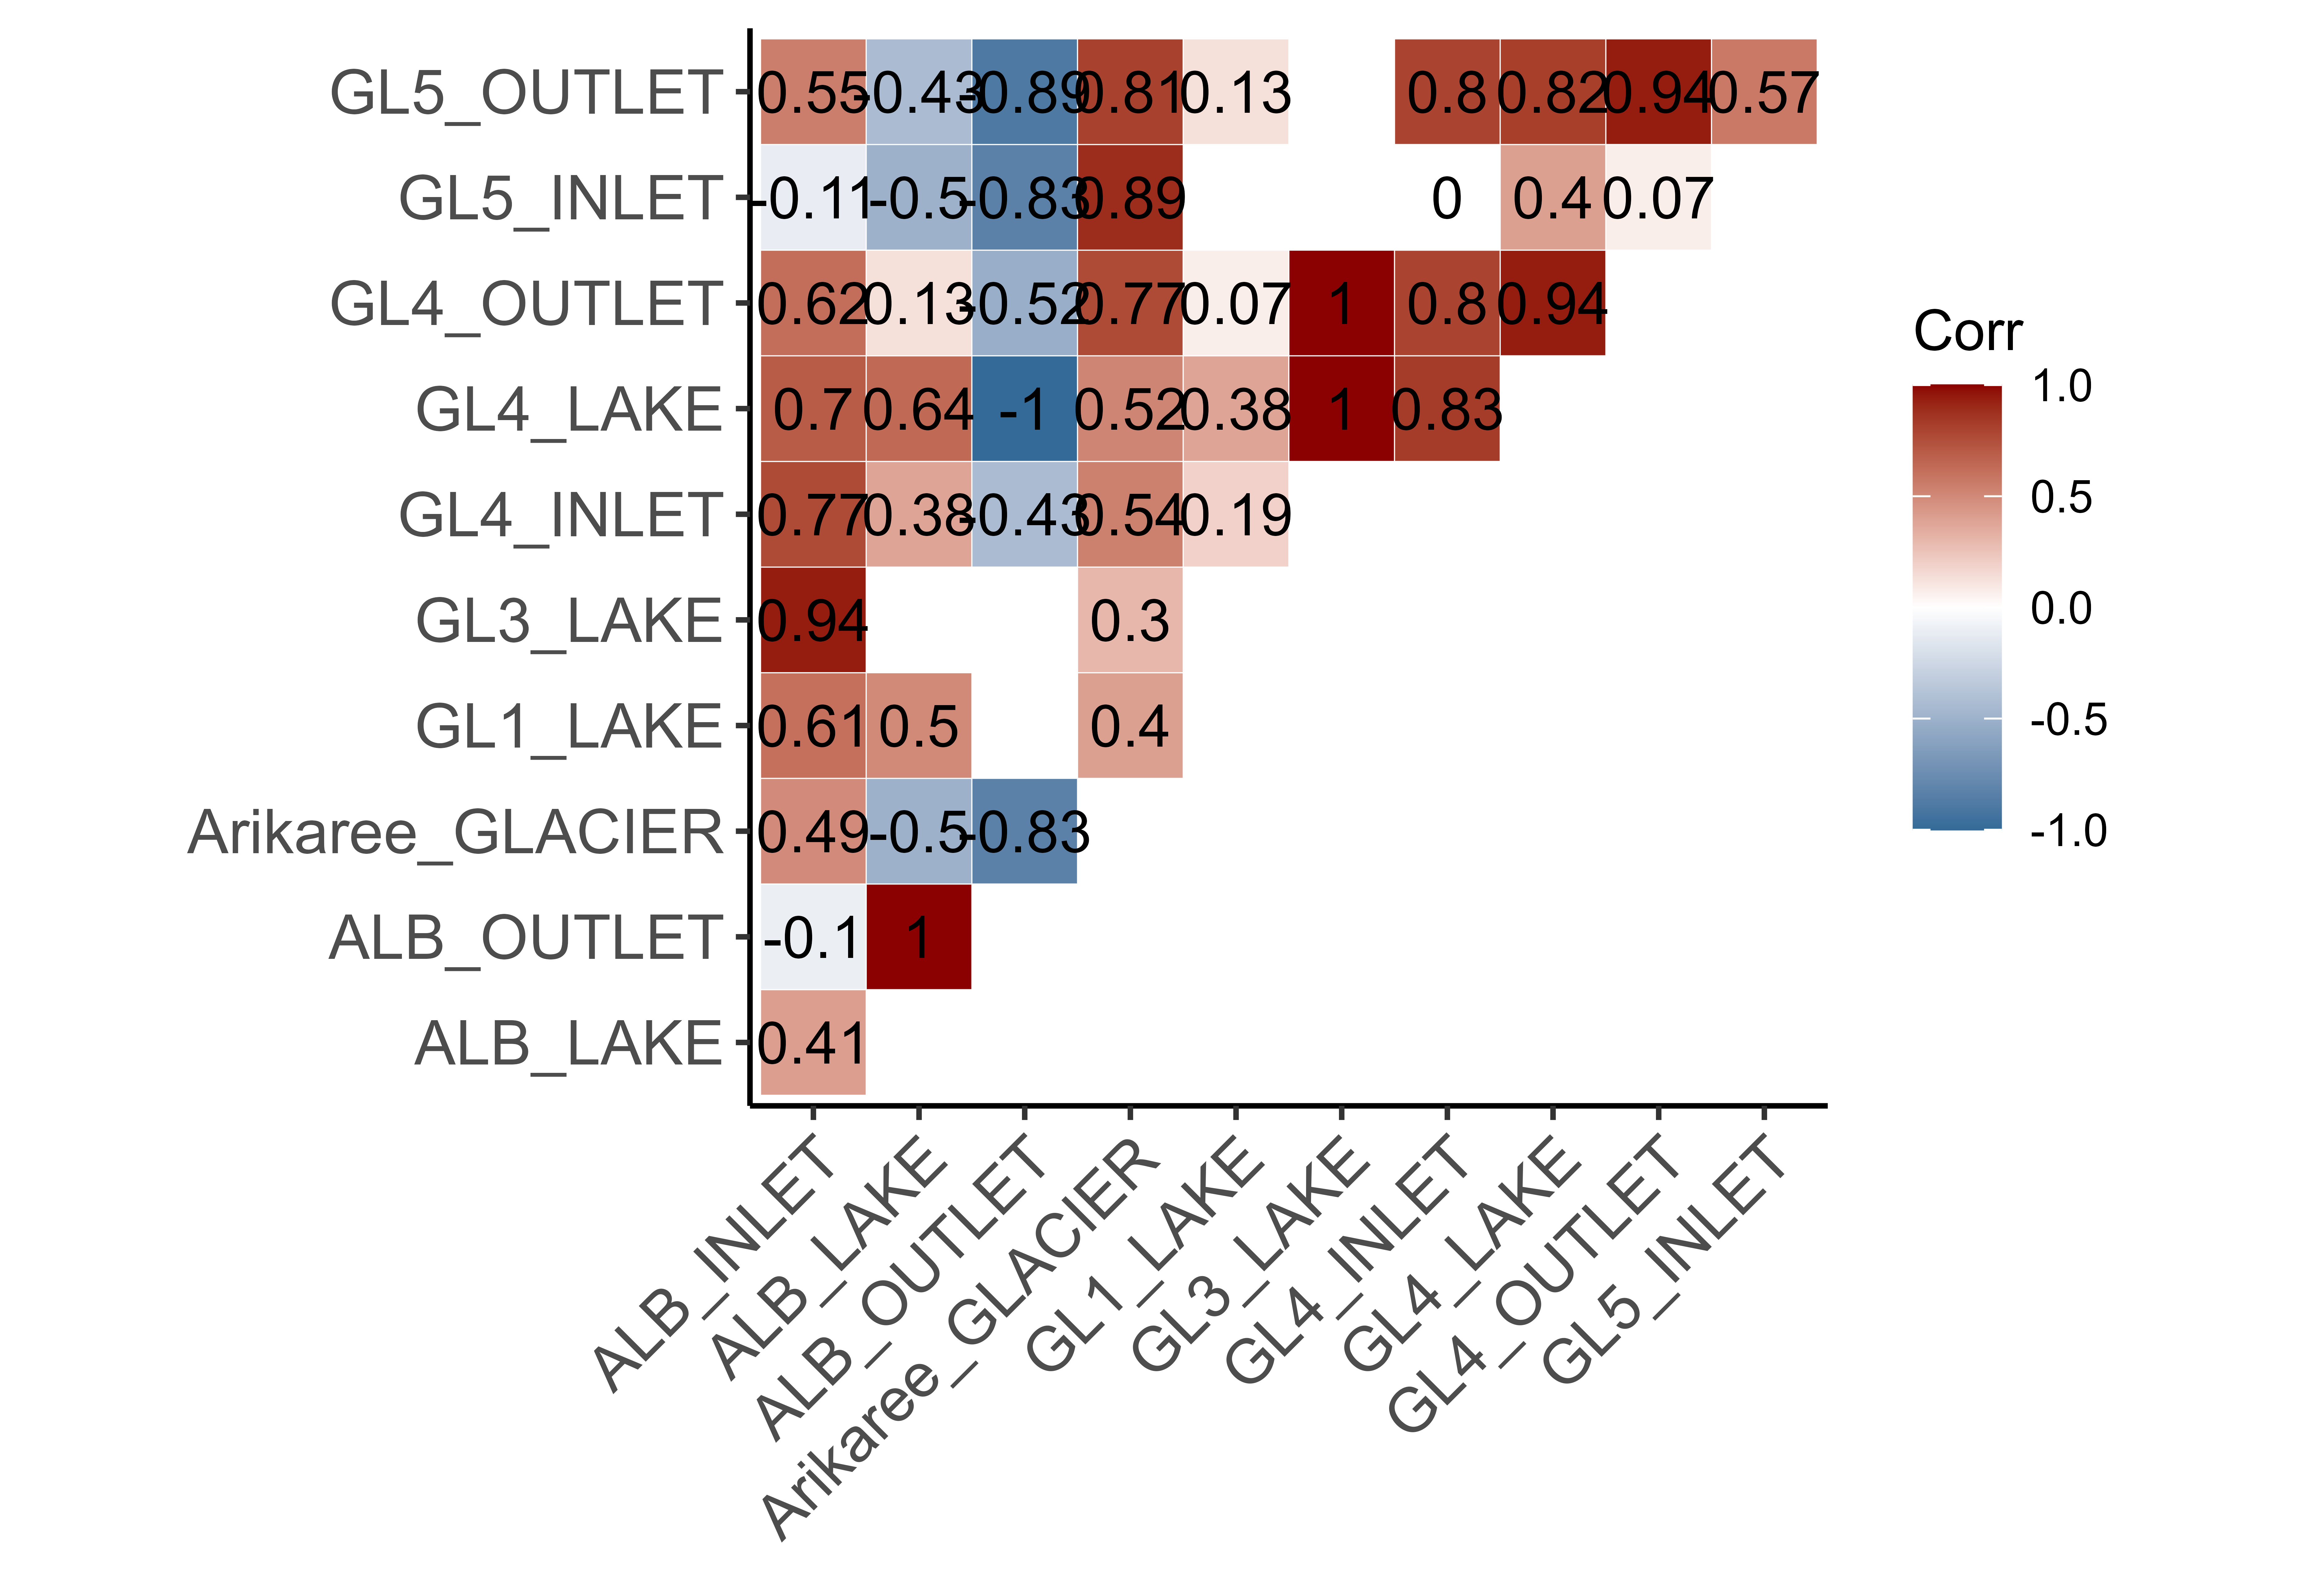 GL5_OUTLET 0.55 -0.43 -0.89 0.81 0.13 0.8 0.82 0.94 0.57
GL5_INLET -0.11 -0.5 -0.83 0.89 0 0.4 0.07
GL4_OUTLET 0.62 0.13 -0.52 0.77 0.07 1 0.8 0.94
GL4_LAKE 0.7 0.64 -1 0.52 0.38 1 0.83
GL4_INLET 0.77 0.38 -0.43 0.54 0.19
GL3_LAKE 0.94 0.3
GL1_LAKE 0.61 0.5 0.4
Arikaree_GLACIER 0.49 -0.5 -0.83
ALB_OUTLET -0.1 1
ALB_LAKE 0.41
ALB_INLET
ALB_LAKE
ALB_OUTLET
Arikaree_GLACIER
GL1_LAKE
GL3_LAKE
GL4_INLET
GL4_LAKE
GL4_OUTLET
GL5_INLET
Corr
1.0
0.5
0.0
-0.5
-1.0